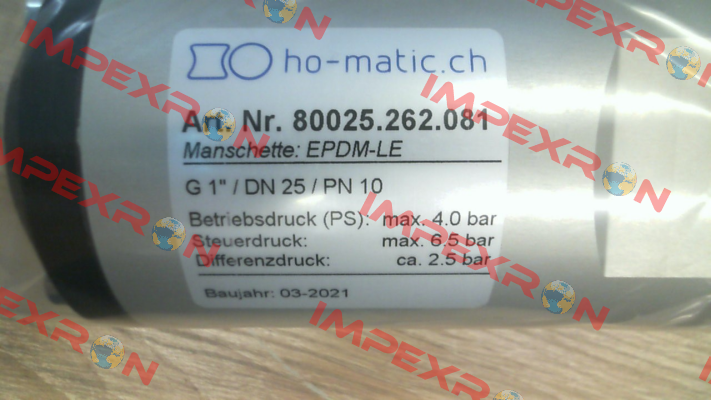 ho-matic.ch
Art. Nr. 80025.262.081
Manschette: EPDM-LE
G 1" / DN 25 / PN 10
Betriebsdruck (PS): max. 4.0 bar
Steuerdruck: max. 6.5 bar
Differenzdruck: ca. 2.5 bar
Baujahr: 03-2021
IMPEXRON
IMPEXRON
IMPEXRON
IMPEXRON
IMPEXRON
IMPEXRON
IMPEXRON